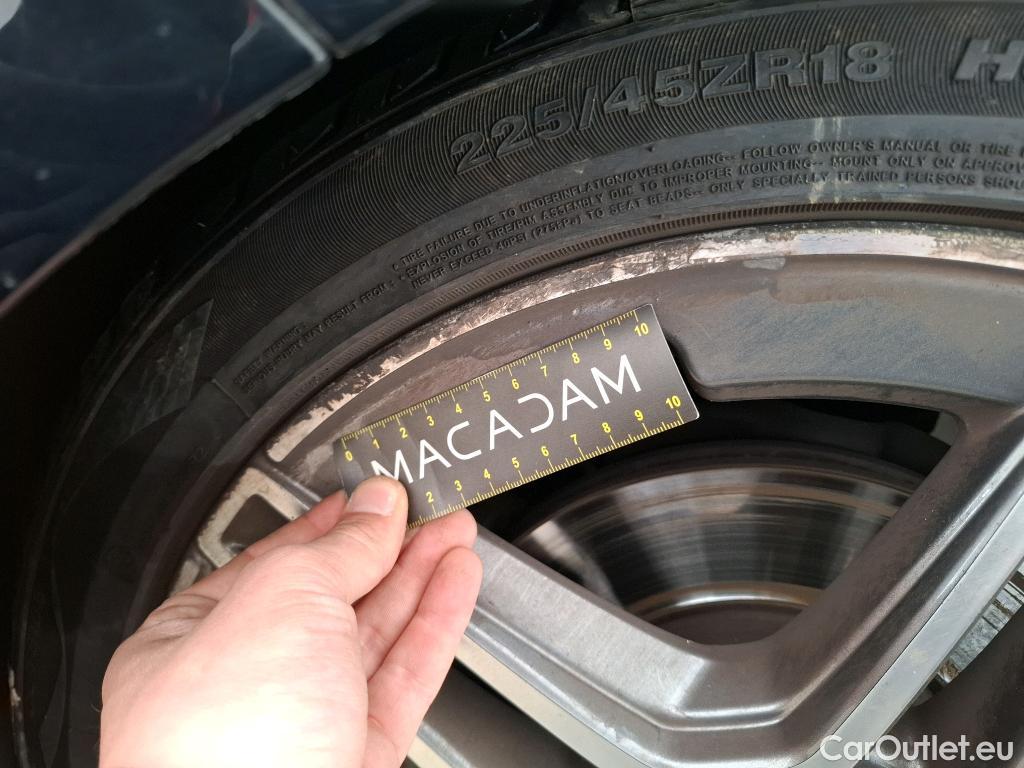 225/45ZR18 H
• TIRE FAILURE DUE TO UNDERINFLATION/OVERLOADING-- FOLLOW OWNER'S MANUAL OR TIRE
• EXPLOSION OF TIRE/RIM ASSEMBLY DUE TO IMPROPER MOUNTING-- MOUNT ONLY ON APPROV
NEVER EXCEED 40PSI (275KPa) TO SEAT BEADS-- ONLY SPECIALLY TRAINED PERSONS SHOU
MAY RESULT FROM :
0 1 2 3 4 5 6 7 8 9 10
MACADAM
2 3 4 5 6 7 8 9 10
CarOutlet.eu